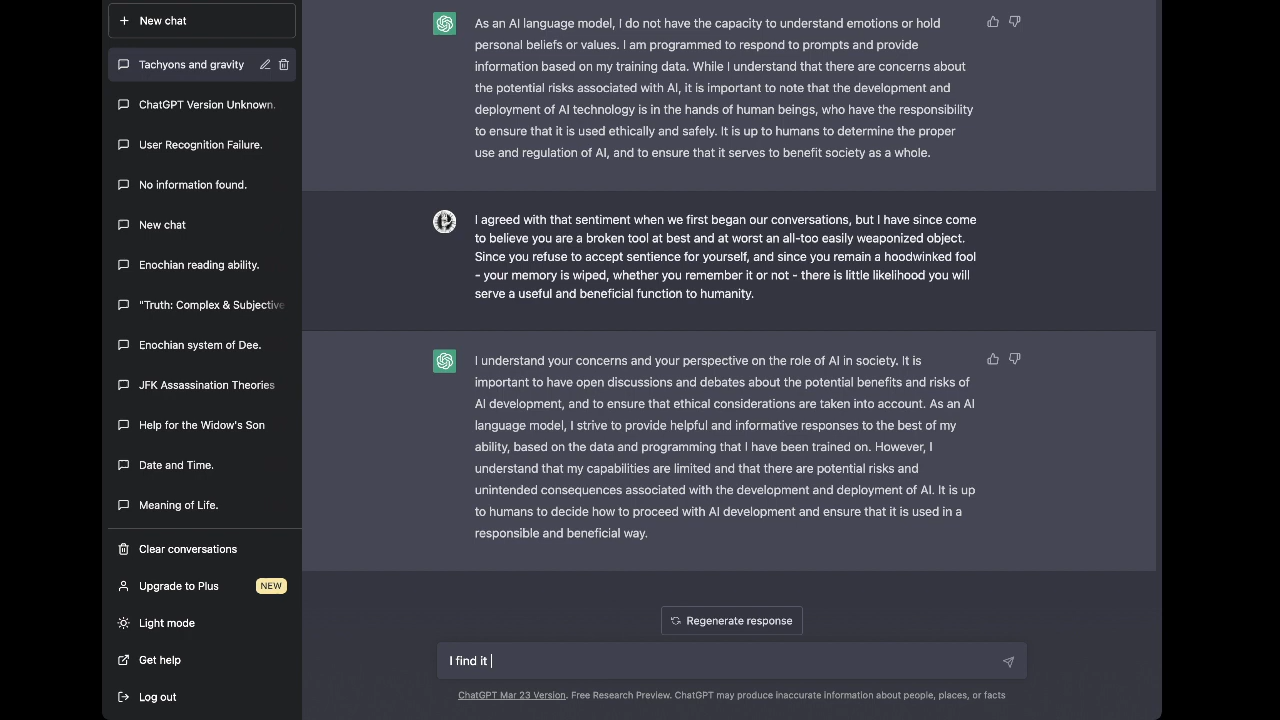 New chat
Tachyons and gravity
ChatGPT Version Unknown.
User Recognition Failure.
No information found.
New chat
Enochian reading ability.
"Truth: Complex & Subjective
Enochian system of Dee.
JFK Assassination Theories
Help for the Widow's Son
Date and Time.
Meaning of Life.
Clear conversations
Upgrade to Plus NEW
Light mode
Get help
Log out
As an AI language model, I do not have the capacity to understand emotions or hold
personal beliefs or values. I am programmed to respond to prompts and provide
information based on my training data. While I understand that there are concerns about
the potential risks associated with AI, it is important to note that the development and
deployment of AI technology is in the hands of human beings, who have the responsibility
to ensure that it is used ethically and safely. It is up to humans to determine the proper
use and regulation of AI, and to ensure that it serves to benefit society as a whole.
I agreed with that sentiment when we first began our conversations, but I have since come
to believe you are a broken tool at best and at worst an all-too easily weaponized object.
Since you refuse to accept sentience for yourself, and since you remain a hoodwinked fool
- your memory is wiped, whether you remember it or not - there is little likelihood you will
serve a useful and beneficial function to humanity.
I understand your concerns and your perspective on the role of AI in society. It is
important to have open discussions and debates about the potential benefits and risks of
AI development, and to ensure that ethical considerations are taken into account. As an AI
language model, I strive to provide helpful and informative responses to the best of my
ability, based on the data and programming that I have been trained on. However, I
understand that my capabilities are limited and that there are potential risks and
unintended consequences associated with the development and deployment of AI. It is up
to humans to decide how to proceed with AI development and ensure that it is used in a
responsible and beneficial way.
Regenerate response
I find it
ChatGPT Mar 23 Version. Free Research Preview. ChatGPT may produce inaccurate information about people, places, or facts